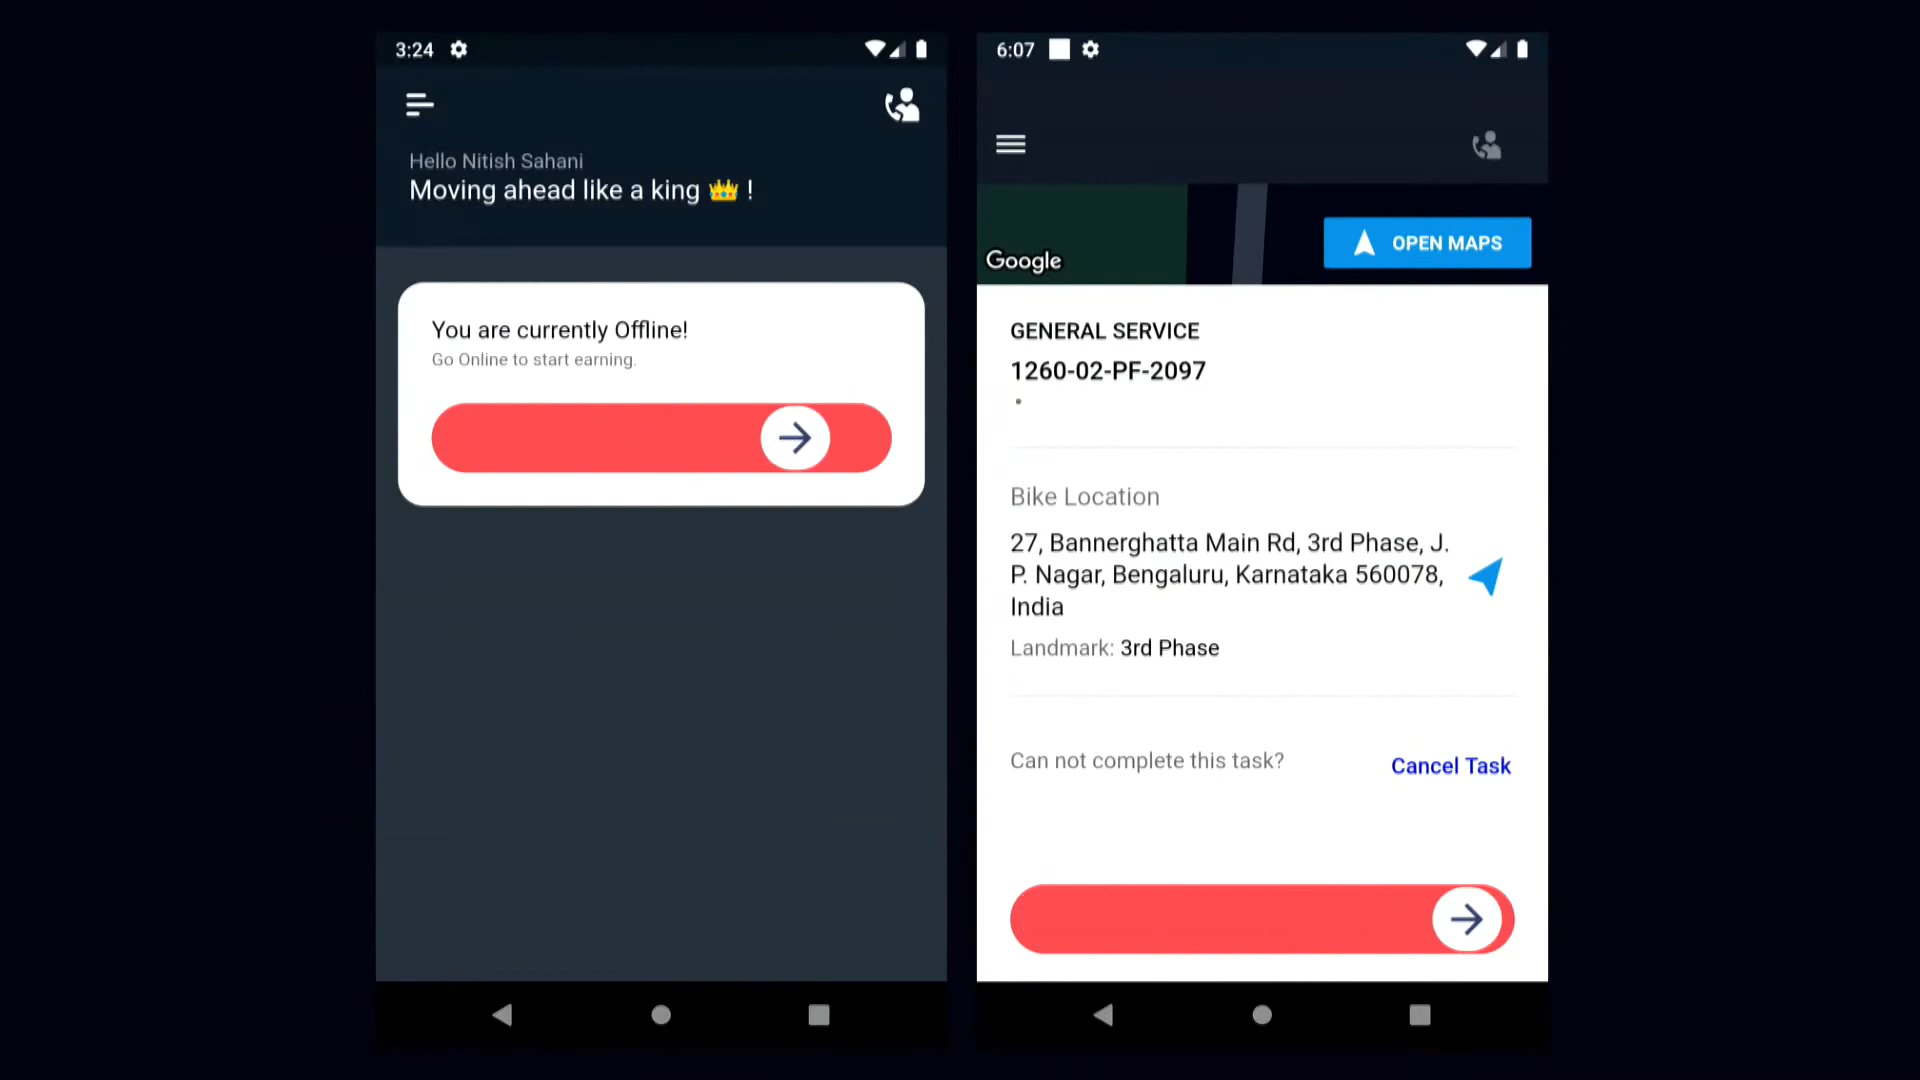 3:24
Hello Nitish Sahani
Moving ahead like a king 👑 !
You are currently Offline!
Go Online to start earning.
6:07
Google
OPEN MAPS
GENERAL SERVICE
1260-02-PF-2097
Bike Location
27, Bannerghatta Main Rd, 3rd Phase, J.
P. Nagar, Bengaluru, Karnataka 560078,
India
Landmark: 3rd Phase
Can not complete this task?
Cancel Task